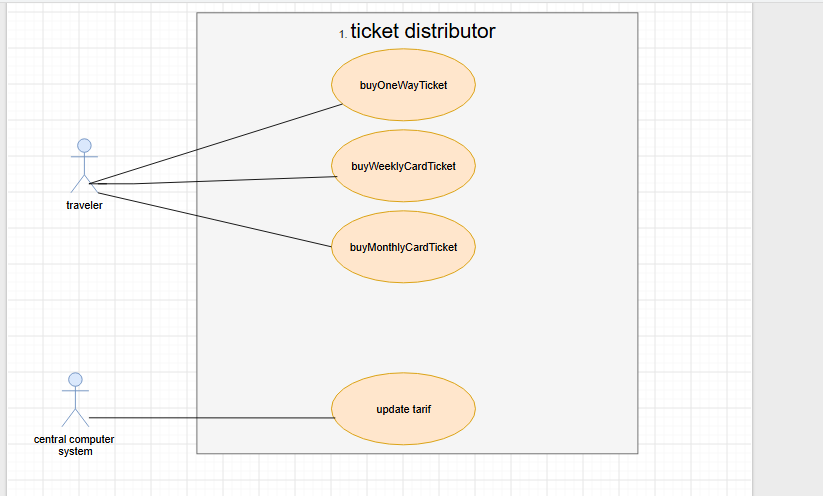 1. ticket distributor
buyOneWayTicket
buyWeeklyCardTicket
traveler
buyMonthlyCardTicket
update tarif
central computer
system